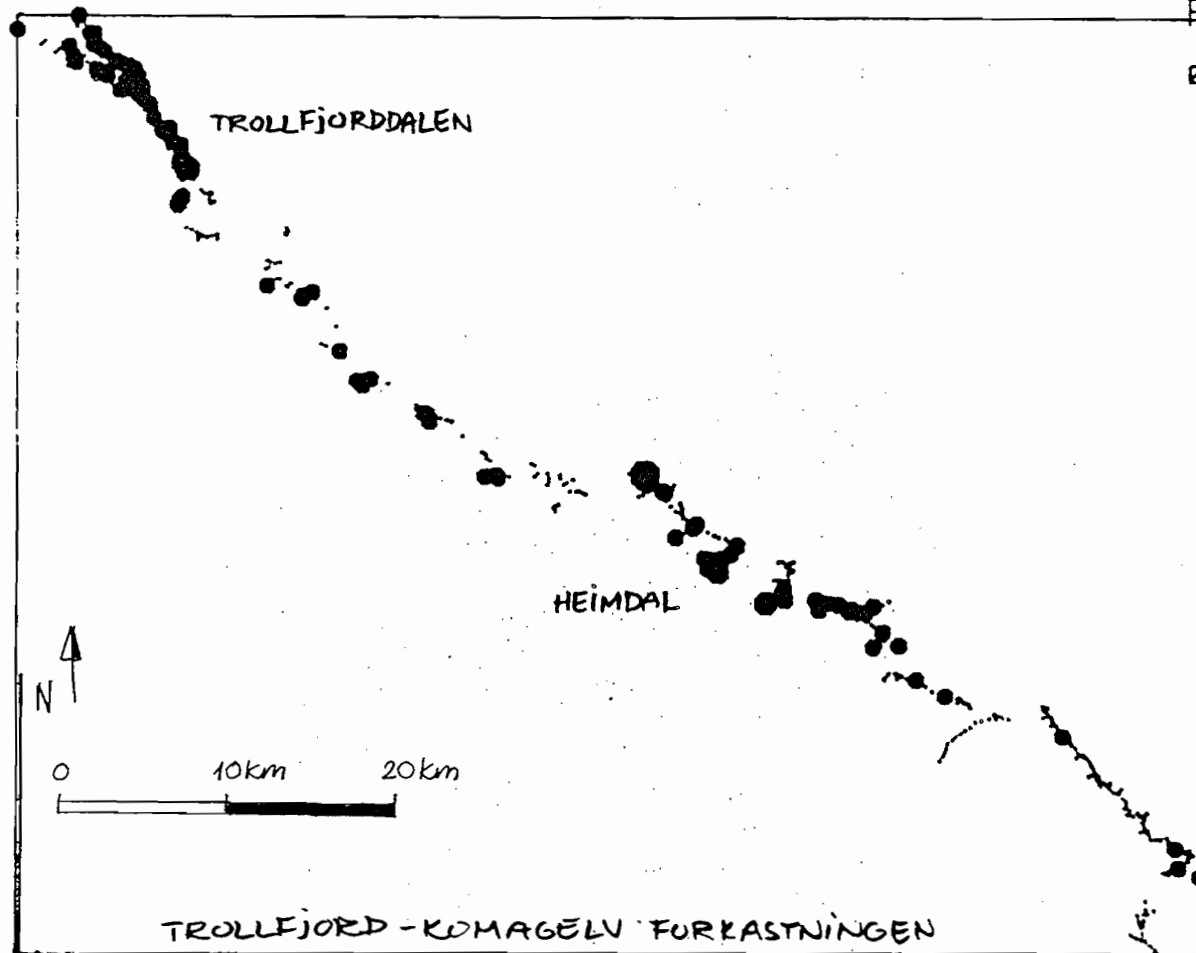 TROLLFJORDDALEN
HEIMDAL
N
0 10km 20km
TROLLFJORD - KOMAGELV FORKASTNINGEN